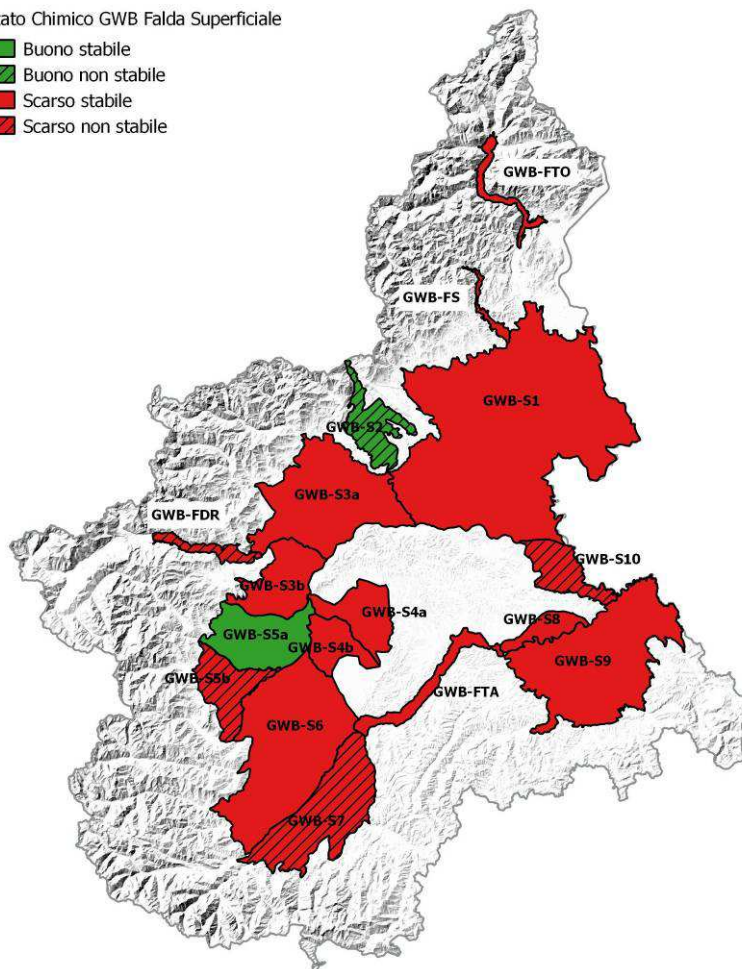 tato Chimico GWB Falda Superficiale
Buono stabile
Buono non stabile
Scarso stabile
Scarso non stabile
GWB-FTO
GWB-FS
GWB-S1
GWB-S2
GWB-S3a
GWB-FDR
GWB-S10
GWB-S3b
GWB-S4a
GWB-S8
GWB-S5a
GWB-S4b
GWB-S9
GWB-S5b
GWB-FTA
GWB-S6
GWB-S7